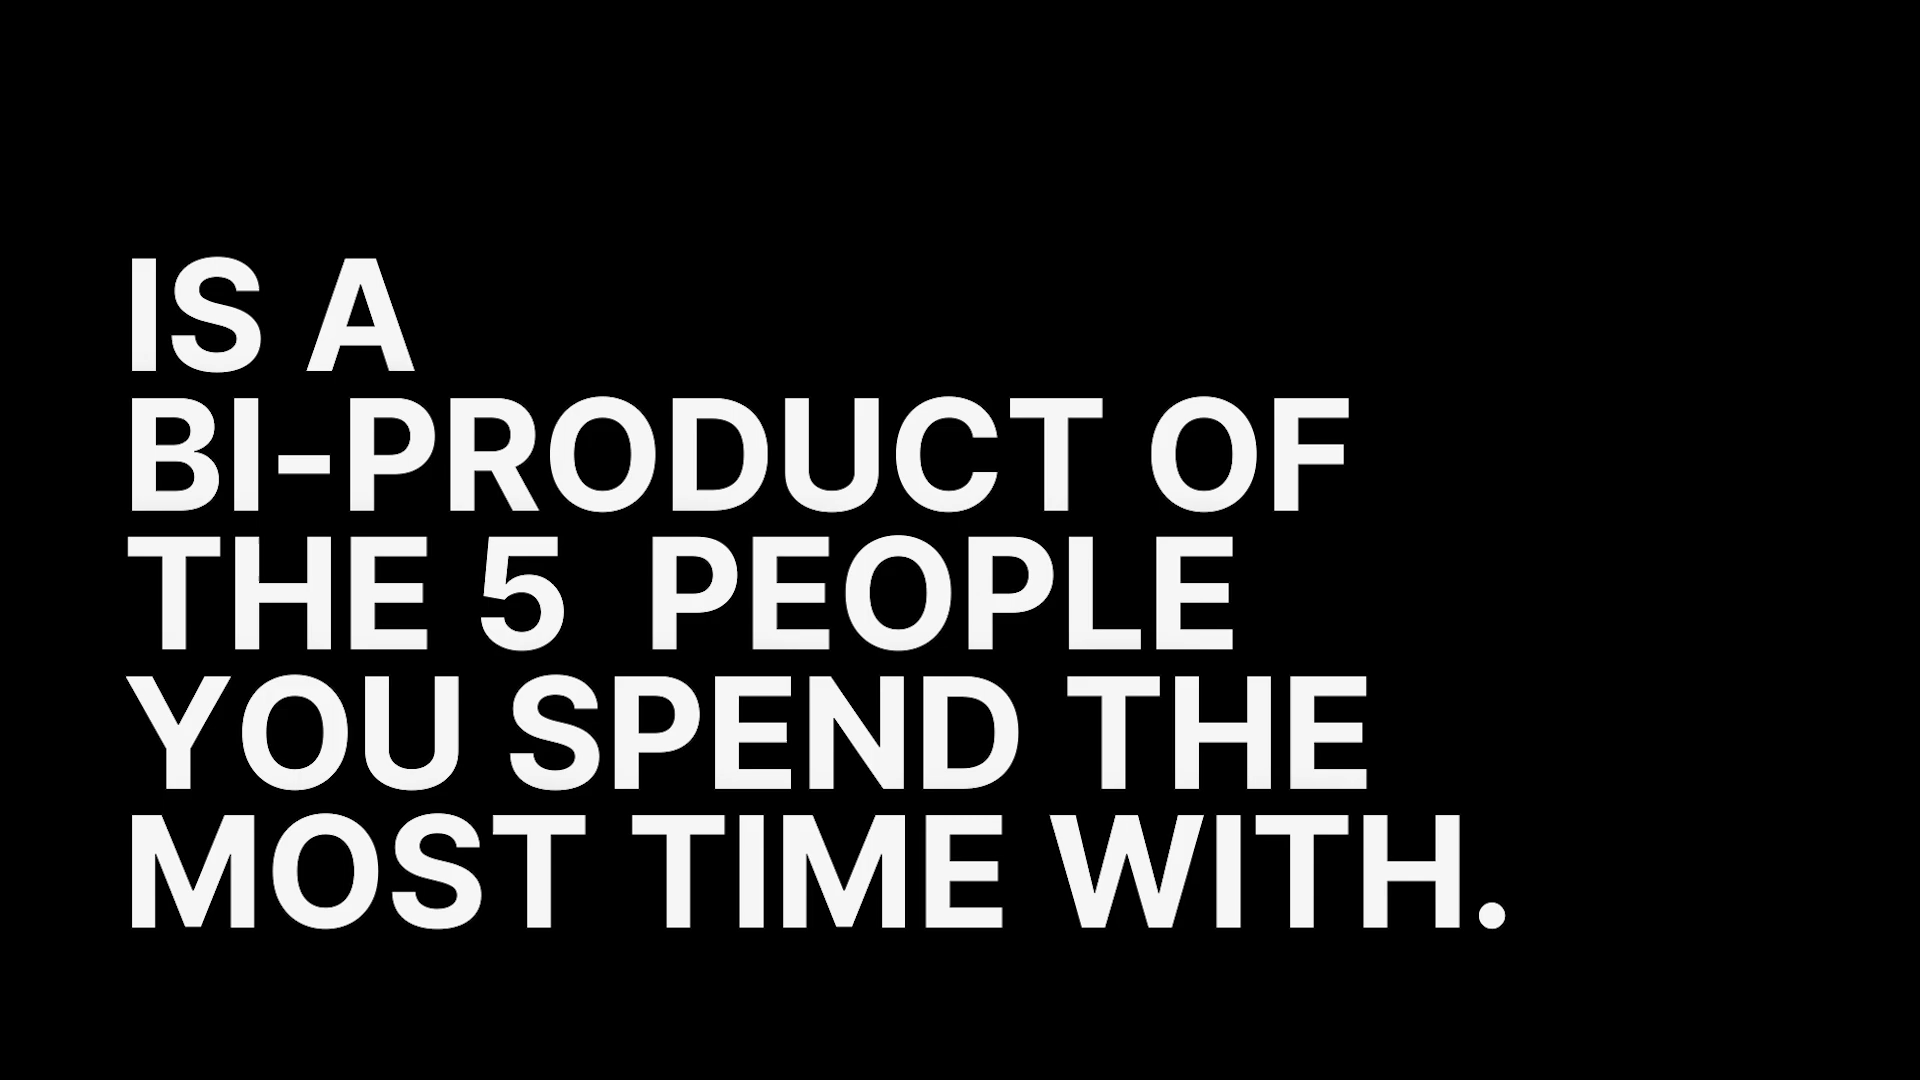 IS A
BI-PRODUCT OF
THE 5 PEOPLE
YOU SPEND THE
MOST TIME WITH.